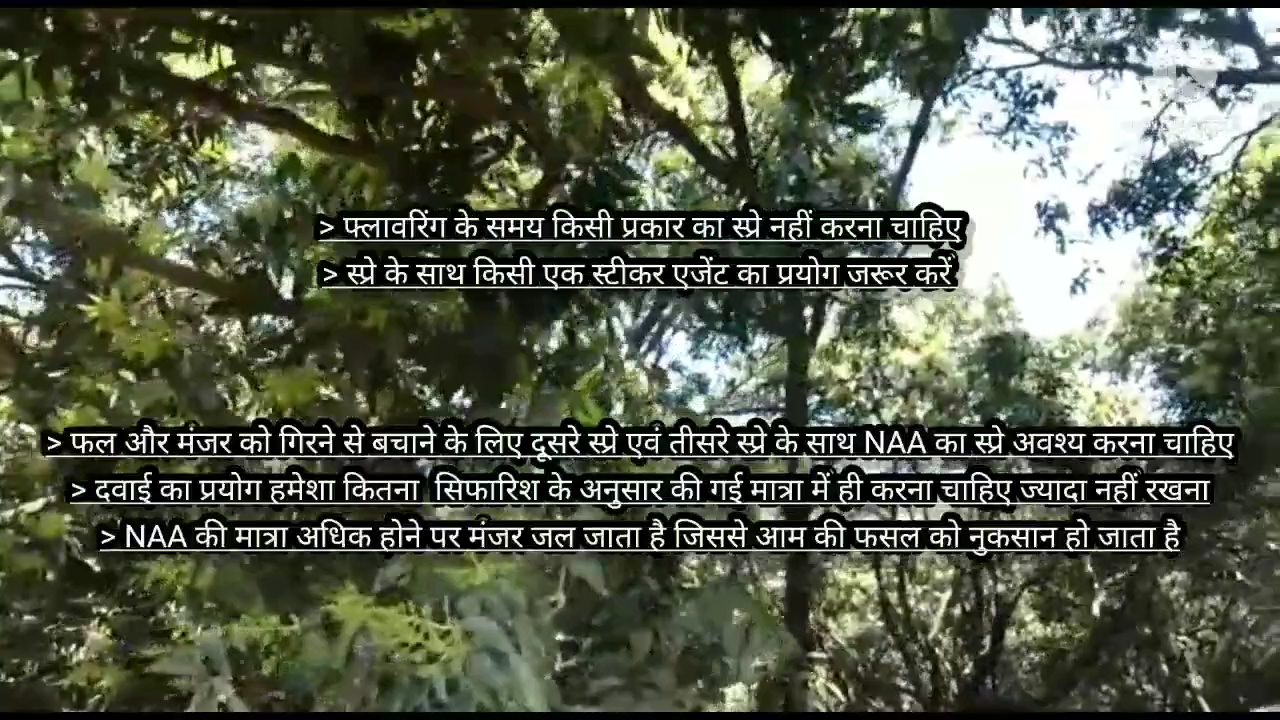 > फ्लावरिंग के समय किसी प्रकार का स्प्रे नहीं करना चाहिए
> स्प्रे के साथ किसी एक स्टीकर एजेंट का प्रयोग जरूर करें
> फल और मंजर को गिरने से बचाने के लिए दूसरे स्प्रे एवं तीसरे स्प्रे के साथ NAA का स्प्रे अवश्य करना चाहिए
> दवाई का प्रयोग हमेशा कितना सिफारिश के अनुसार की गई मात्रा में ही करना चाहिए ज्यादा नहीं रखना
> NAA की मात्रा अधिक होने पर मंजर जल जाता है जिससे आम की फसल को नुकसान हो जाता है